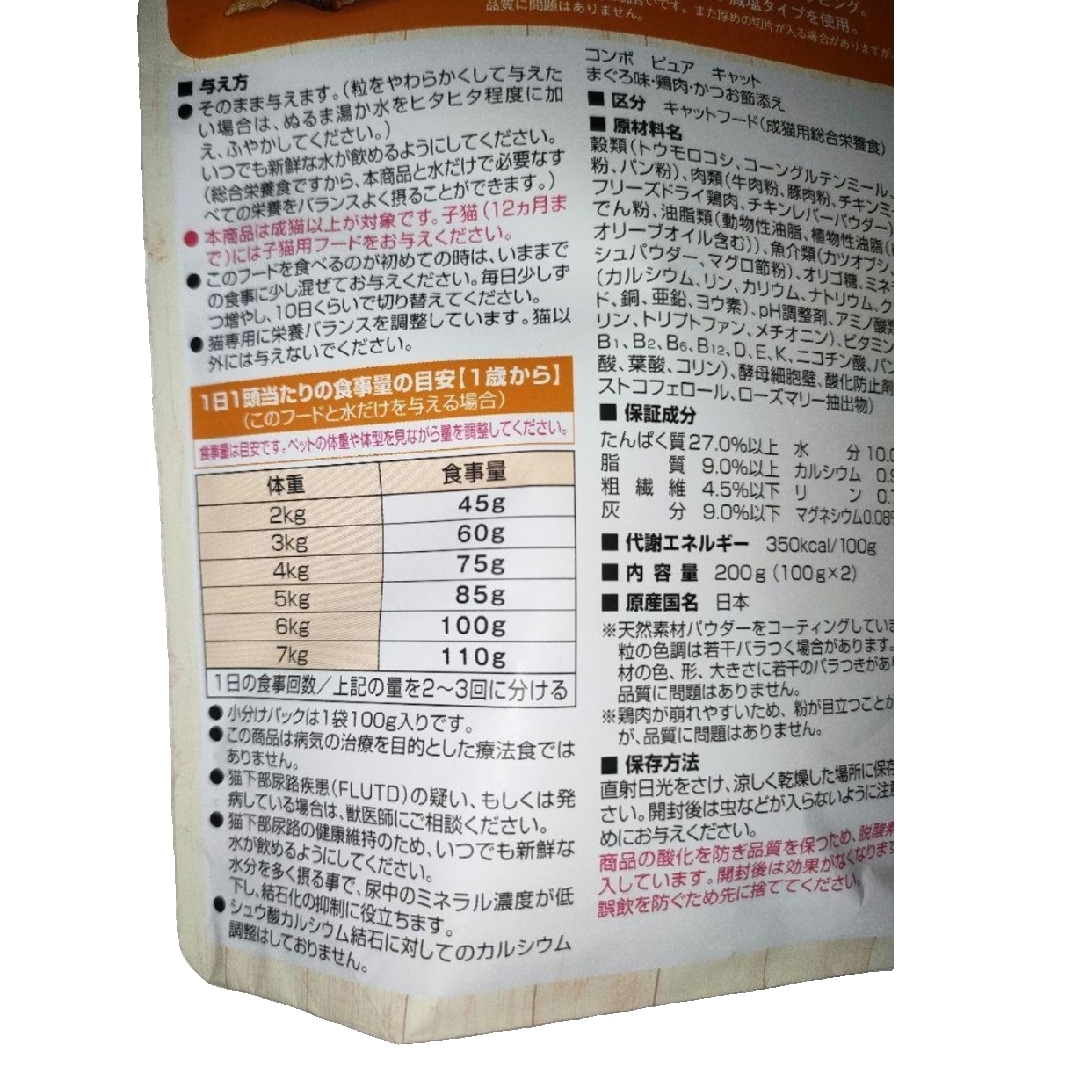 ッピング。
減塩タイプを使用。
です。また厚めの切片が入る場合がありますが、
品質に問題はありません。
■与え方
●そのまま与えます。(粒をやわらかくして与えた
い場合は、ぬるま湯か水をヒタヒタ程度に加
え、ふやかしてください。)
いつでも新鮮な水が飲めるようにしてください。
(総合栄養食ですから、本商品と水だけで必要なす
べての栄養をバランスよく摂ることができます。)
●本商品は成猫以上が対象です。子猫(12ヵ月ま
で)には子猫用フードをお与えください。
●このフードを食べるのが初めての時は、いままで
の食事に少し混ぜてお与えください。毎日少しず
つ増やし、10日くらいで切り替えてください。
●猫専用に栄養バランスを調整しています。猫以
外には与えないでください。
1日1頭当たりの食事量の目安【1歳から】
(このフードと水だけを与える場合)
食事量は目安です。ペットの体重や体型を見ながら量を調整してください。
体重 食事量
2kg 45g
3kg 60g
4kg 75g
5kg 85g
6kg 100g
7kg 110g
1日の食事回数/上記の量を2〜3回に分ける
●小分けパックは1袋100g入りです。
●この商品は病気の治療を目的とした療法食では
ありません。
●猫下部尿路疾患(FLUTD)の疑い、もしくは発
病している場合は、獣医師にご相談ください。
●猫下部尿路の健康維持のため、いつでも新鮮な
水が飲めるようにしてください。
水分を多く摂る事で、尿中のミネラル濃度が低
下し、結石化の抑制に役立ちます。
●シュウ酸カルシウム結石に対してのカルシウム
調整はしておりません。
コンボ ピュア キャット
まぐろ味・鶏肉・かつお節添え
■区分 キャットフード(成猫用総合栄養食)
■原材料名
穀類(トウモロコシ、コーングルテンミール、
粉、パン粉)、肉類(牛肉粉、豚肉粉、チキンミー
フリーズドライ鶏肉、チキンレバーパウダー)
でん粉、油脂類(動物性油脂、植物性油脂(
オリーブオイル含む))、魚介類(カツオブシ、
シュパウダー、マグロ節粉)、オリゴ糖、ミネ
(カルシウム、リン、カリウム、ナトリウム、ク
ド、銅、亜鉛、ヨウ素)、pH調整剤、アミノ酸類
リン、トリプトファン、メチオニン)、ビタミン
B1、B2、B6、B12、D、E、K、ニコチン酸、パン
酸、葉酸、コリン)、酵母細胞壁、酸化防止剤
ストコフェロール、ローズマリー抽出物)
■保証成分
たんぱく質 27.0%以上 水分 10.0
脂質 9.0%以上 カルシウム 0.9
粗繊維 4.5%以下 リン 0.7
灰分 9.0%以下 マグネシウム0.08%
■代謝エネルギー 350kcal/100g
■内容量 200g(100g×2)
■原産国名 日本
※天然素材パウダーをコーティングしていま
粒の色調は若干バラつく場合があります。
材の色、形、大きさに若干のバラつきがあり
品質に問題はありません。
※鶏肉が崩れやすいため、粉が目立つことか
が、品質に問題はありません。
■保存方法
直射日光をさけ、涼しく乾燥した場所に保存
さい。開封後は虫などが入らないように注意
めにお与えください。
商品の酸化を防ぎ品質を保つため、脱酸素
入しています。開封後は効果がなくなります
誤飲を防ぐため先に捨ててください